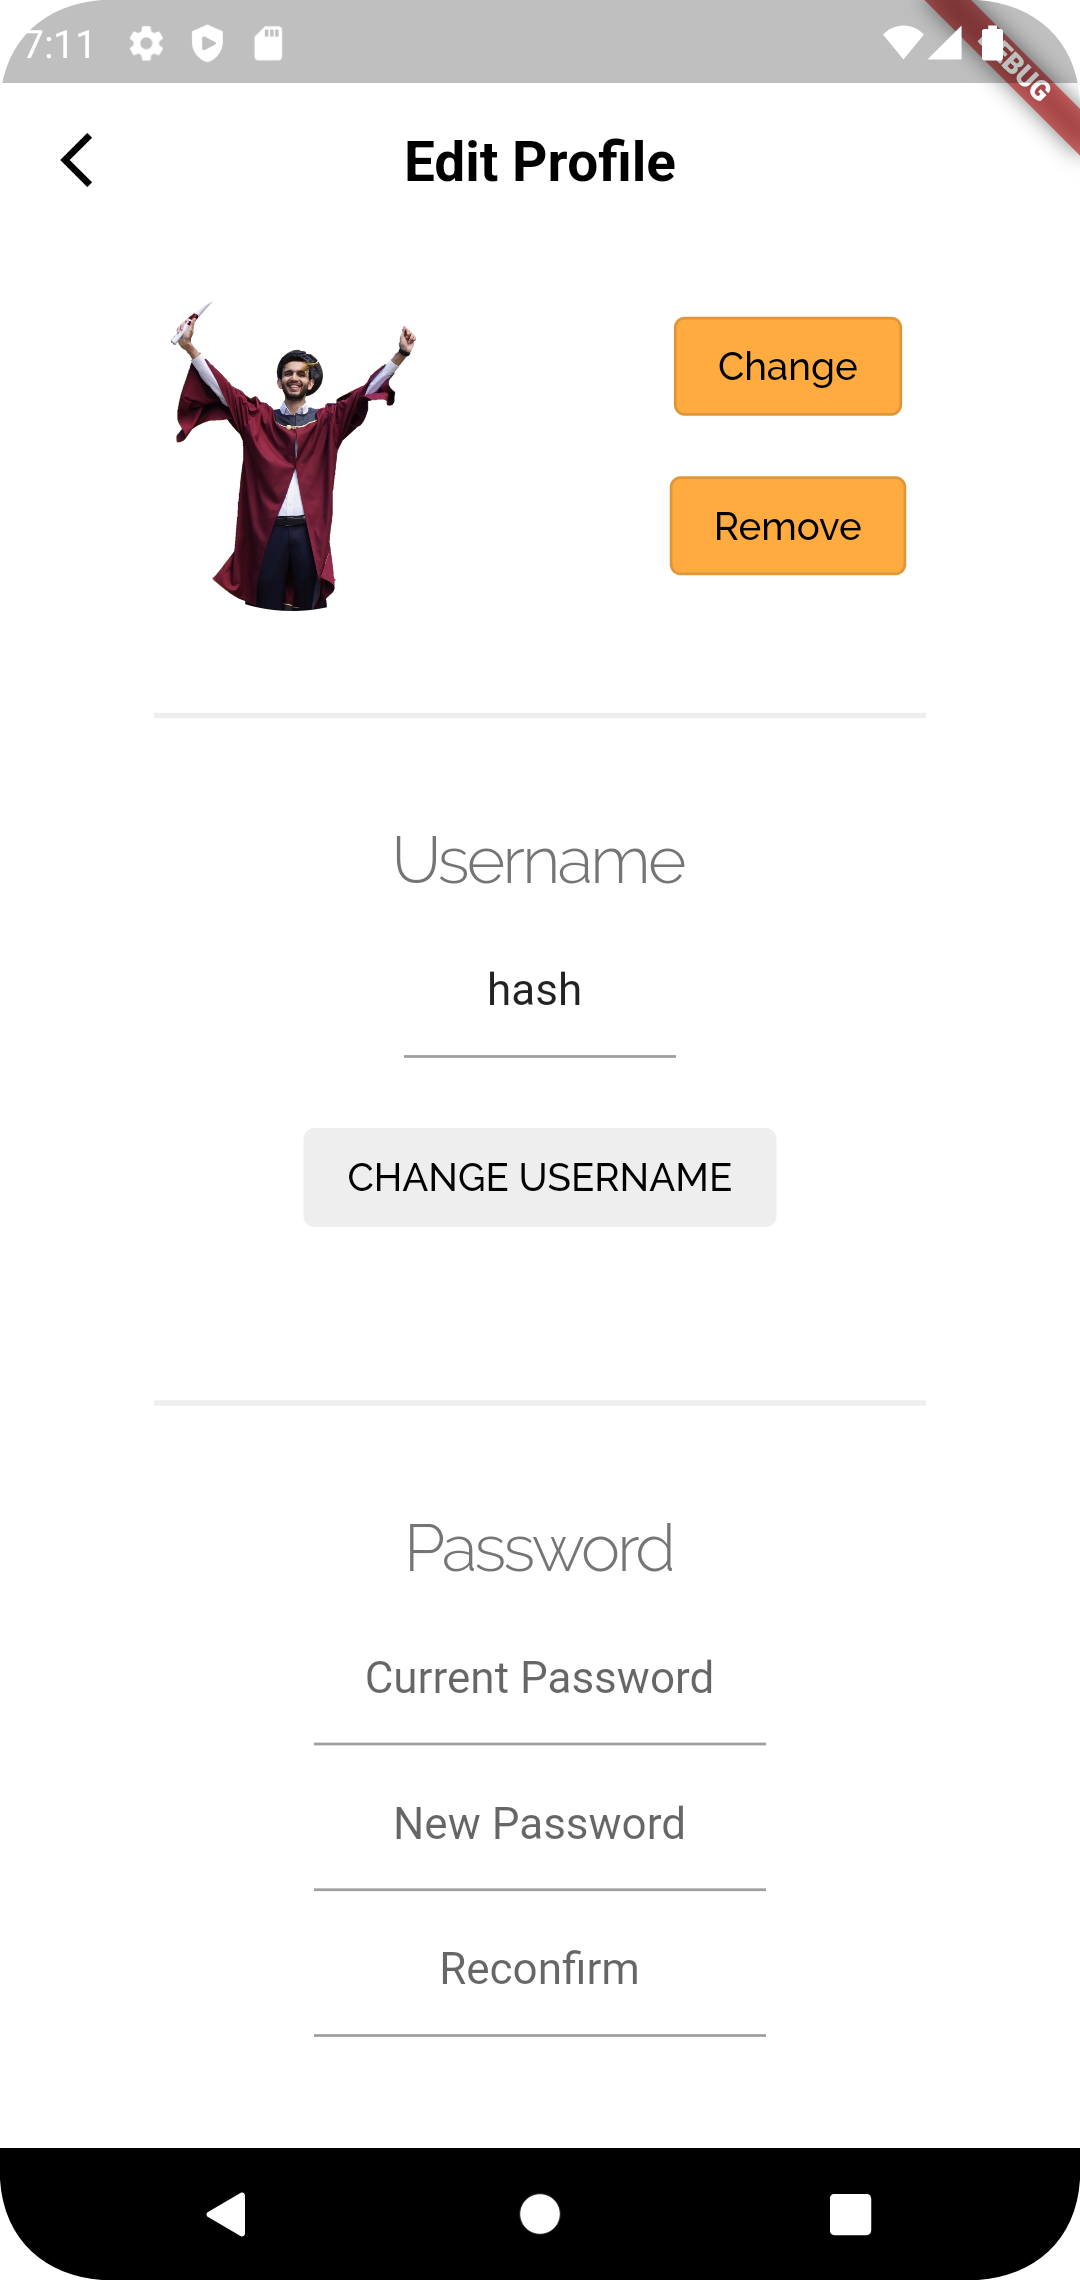 7:11
DEBUG
Edit Profile
Change
Remove
Username
hash
CHANGE USERNAME
Password
Current Password
New Password
Reconfirm